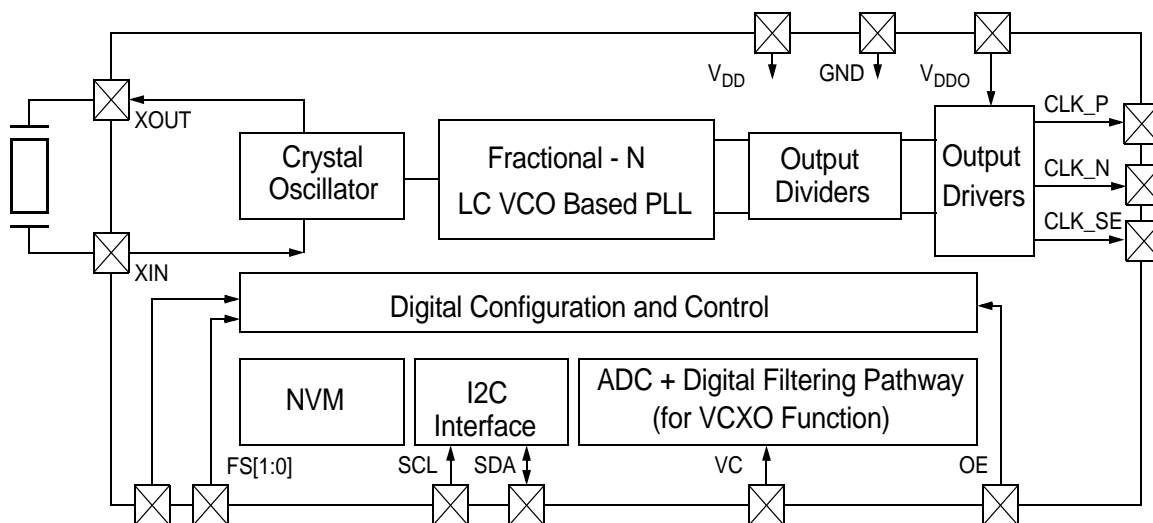 VDD
GND
VDDO
XOUT
CLK_P
Crystal
Oscillator
Fractional - N
LC VCO Based PLL
Output
Dividers
Output
Drivers
CLK_N
CLK_SE
XIN
Digital Configuration and Control
NVM
I2C
Interface
ADC + Digital Filtering Pathway
(for VCXO Function)
FS[1:0]
SCL
SDA
VC
OE